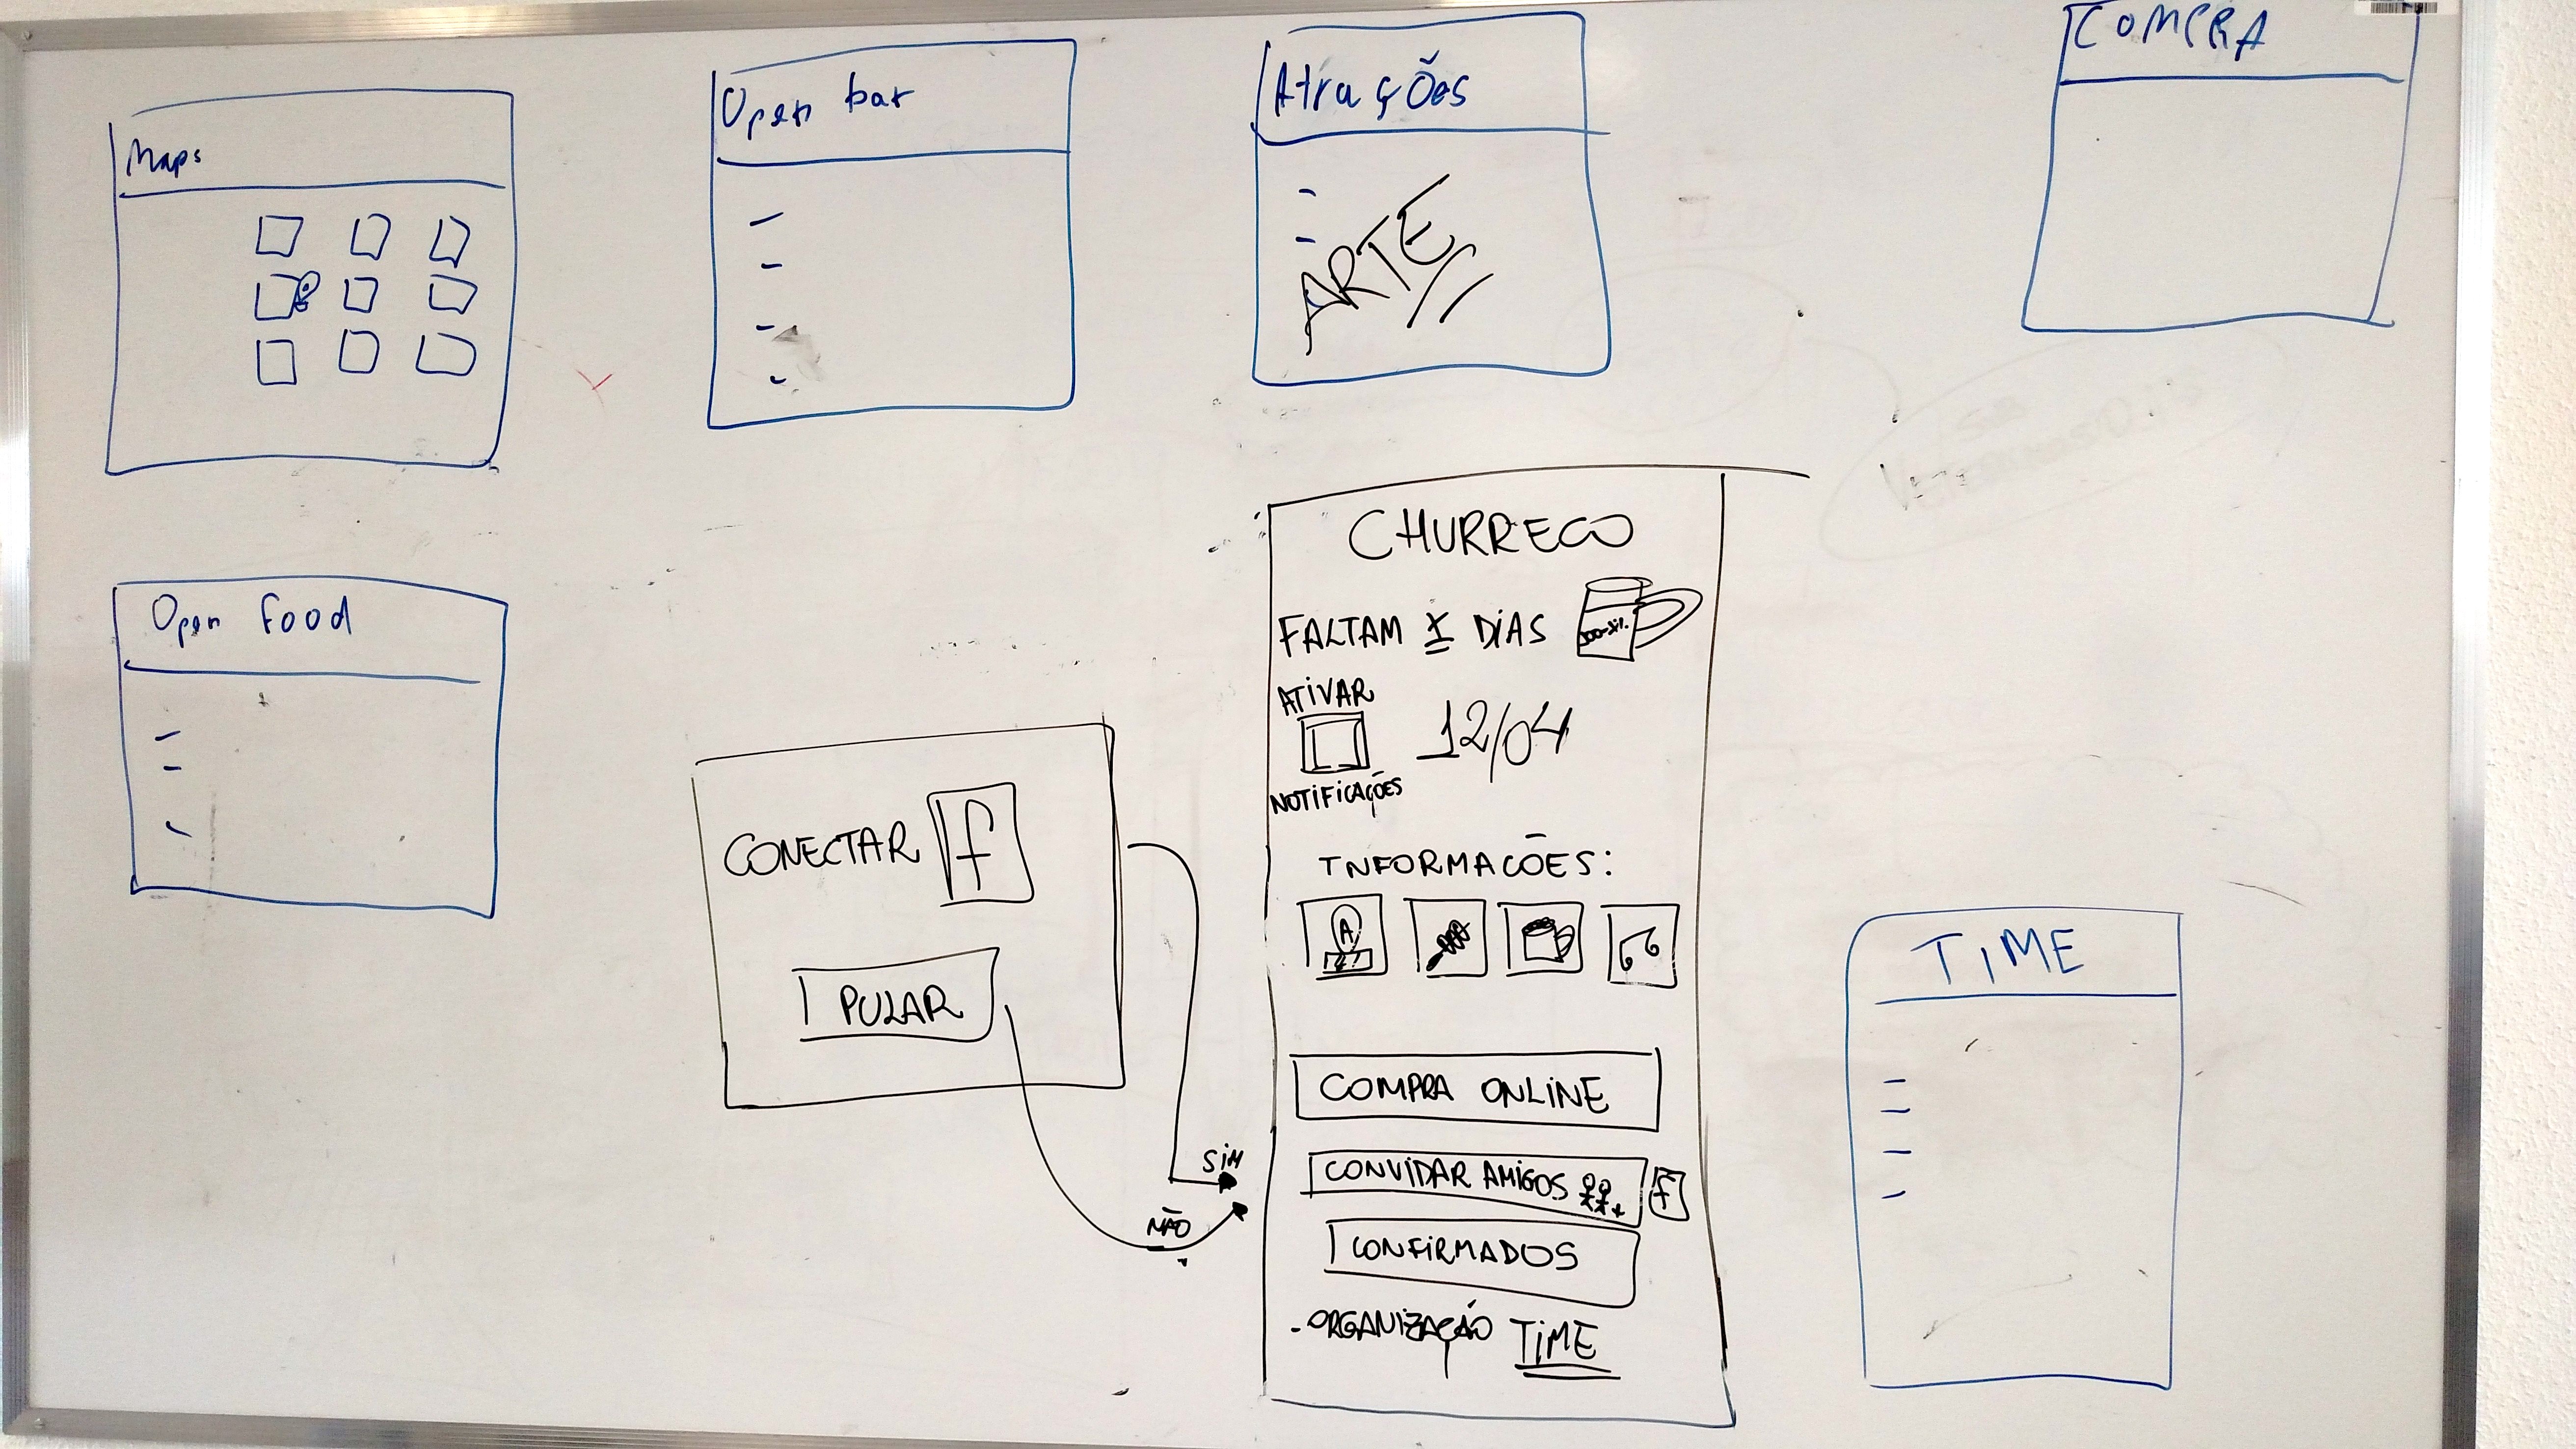 Maps
Open bar
Atrações
ARTE
COMPRA
Open food
CONECTAR f
PULAR
SIM
NÃO
CHURRECO
FALTAM X DIAS
ATIVAR
NOTIFICAÇÕES
12/04
INFORMACÕES:
A
COMPRA ONLINE
CONVIDAR AMIGOS f
CONFIRMADOS
-ORGANIZAÇÃO TIME
TIME